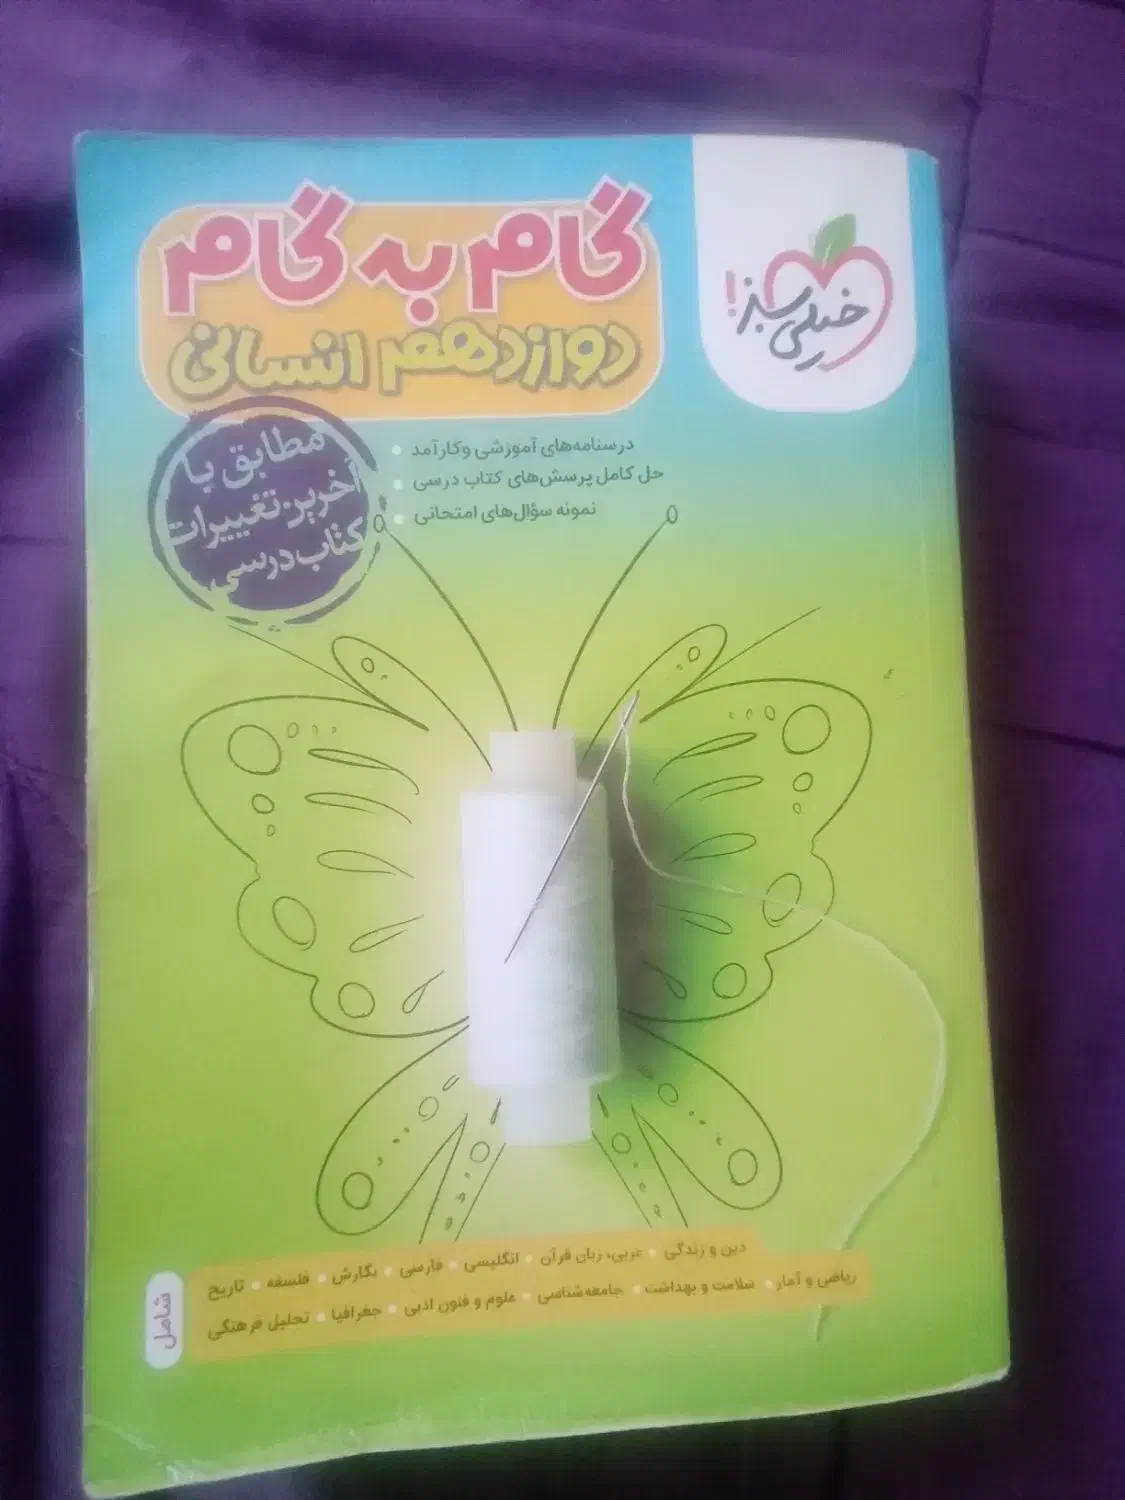 خیلی سبز!
گام به گام
دوازدهم انسانی
درسنامه‌های آموزشی و کارآمد
حل کامل پرسش‌های کتاب درسی
نمونه سؤال‌های امتحانی
مطابق با
آخرین تغییرات
کتاب درسی
شامل
دین و زندگی • عربی، زبان قرآن • انگلیسی • فارسی • نگارش • فلسفه • تاریخ
ریاضی و آمار • سلامت و بهداشت • جامعه‌شناسی • علوم و فنون ادبی • جغرافیا • تحلیل فرهنگی